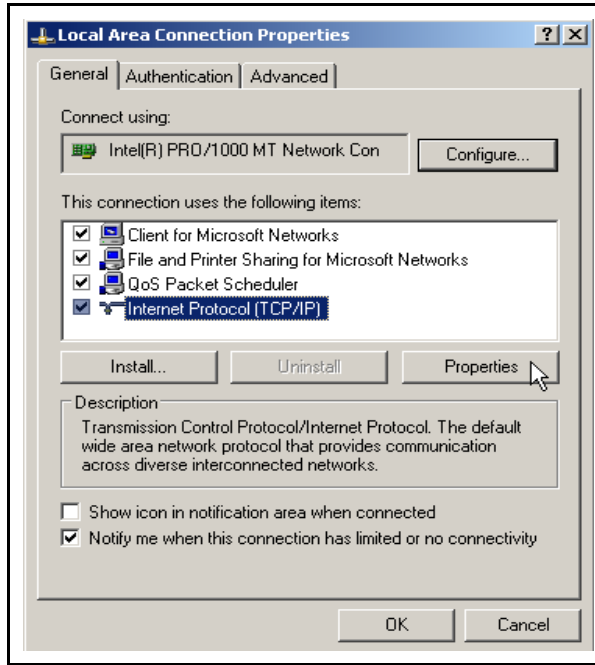 Local Area Connection Properties
General Authentication Advanced
Connect using:
Intel(R) PRO/1000 MT Network Con Configure...
This connection uses the following items:
Client for Microsoft Networks
File and Printer Sharing for Microsoft Networks
QoS Packet Scheduler
Internet Protocol (TCP/IP)
Install... Uninstall Properties
Description
Transmission Control Protocol/Internet Protocol. The default
wide area network protocol that provides communication
across diverse interconnected networks.
Show icon in notification area when connected
Notify me when this connection has limited or no connectivity
OK Cancel